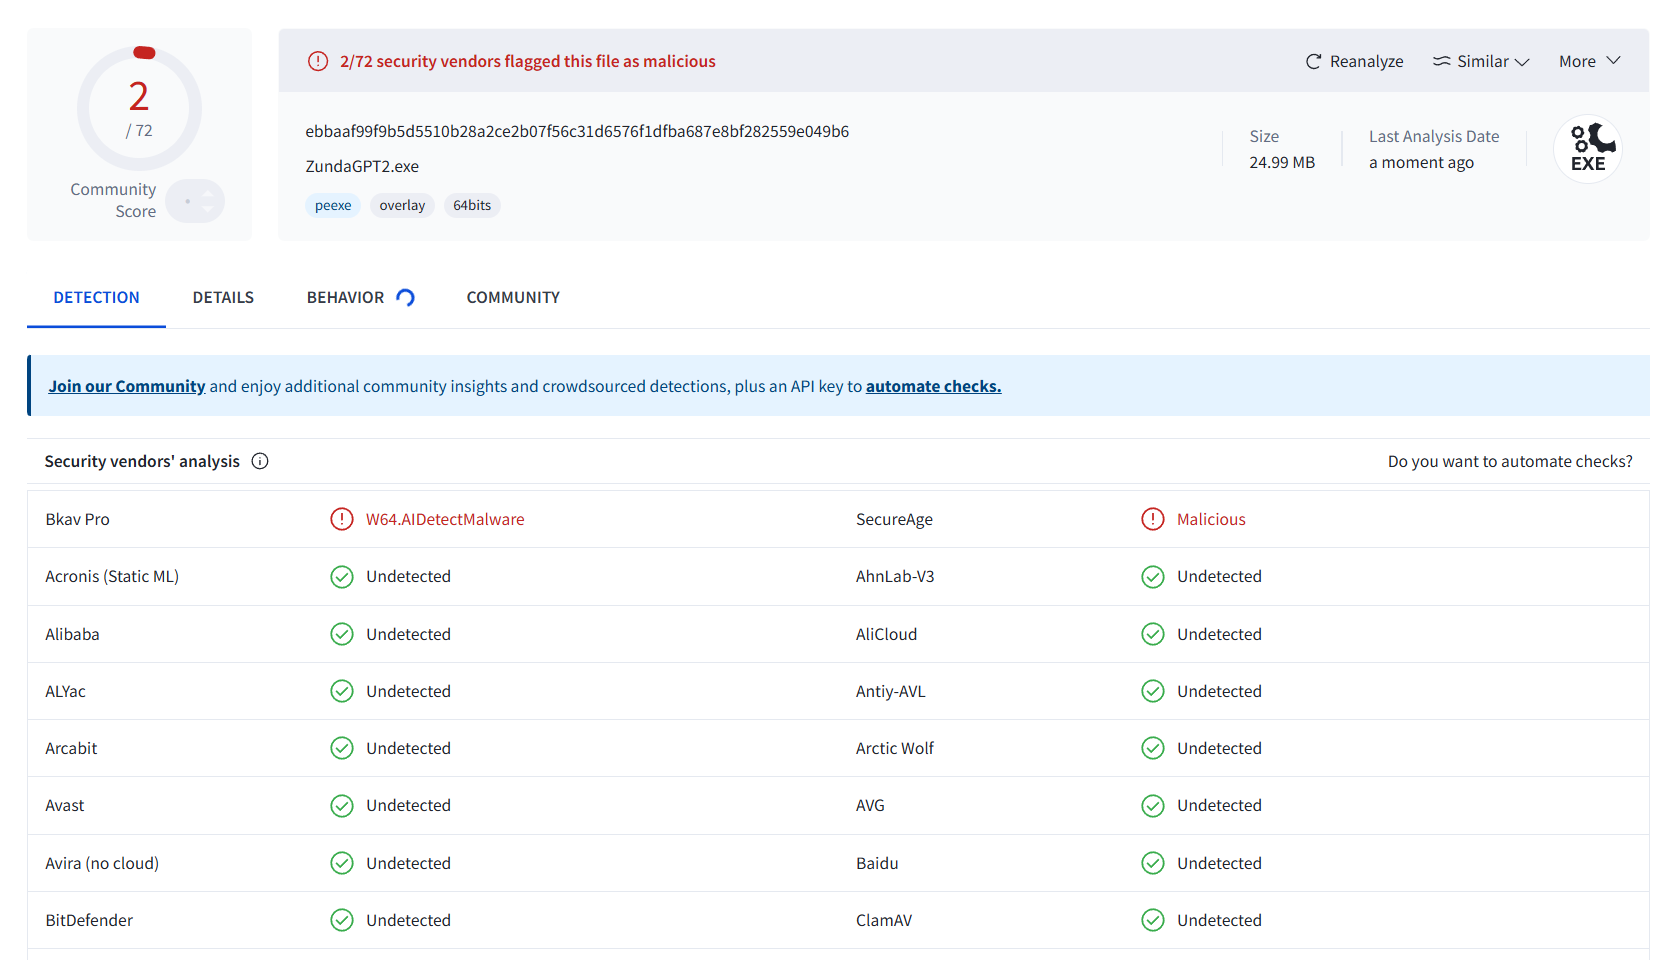 2
/ 72
Community
Score
2/72 security vendors flagged this file as malicious
Reanalyze
Similar
More
ebbaaf99f9b5d5510b28a2ce2b07f56c31d6576f1dfba687e8bf282559e049b6
ZundaGPT2.exe
peexe
overlay
64bits
Size
24.99 MB
Last Analysis Date
a moment ago
EXE
DETECTION
DETAILS
BEHAVIOR
COMMUNITY
Join our Community and enjoy additional community insights and crowdsourced detections, plus an API key to automate checks.
Security vendors' analysis
Do you want to automate checks?
Bkav Pro W64.AIDetectMalware SecureAge Malicious
Acronis (Static ML) Undetected AhnLab-V3 Undetected
Alibaba Undetected AliCloud Undetected
ALYac Undetected Antiy-AVL Undetected
Arcabit Undetected Arctic Wolf Undetected
Avast Undetected AVG Undetected
Avira (no cloud) Undetected Baidu Undetected
BitDefender Undetected ClamAV Undetected